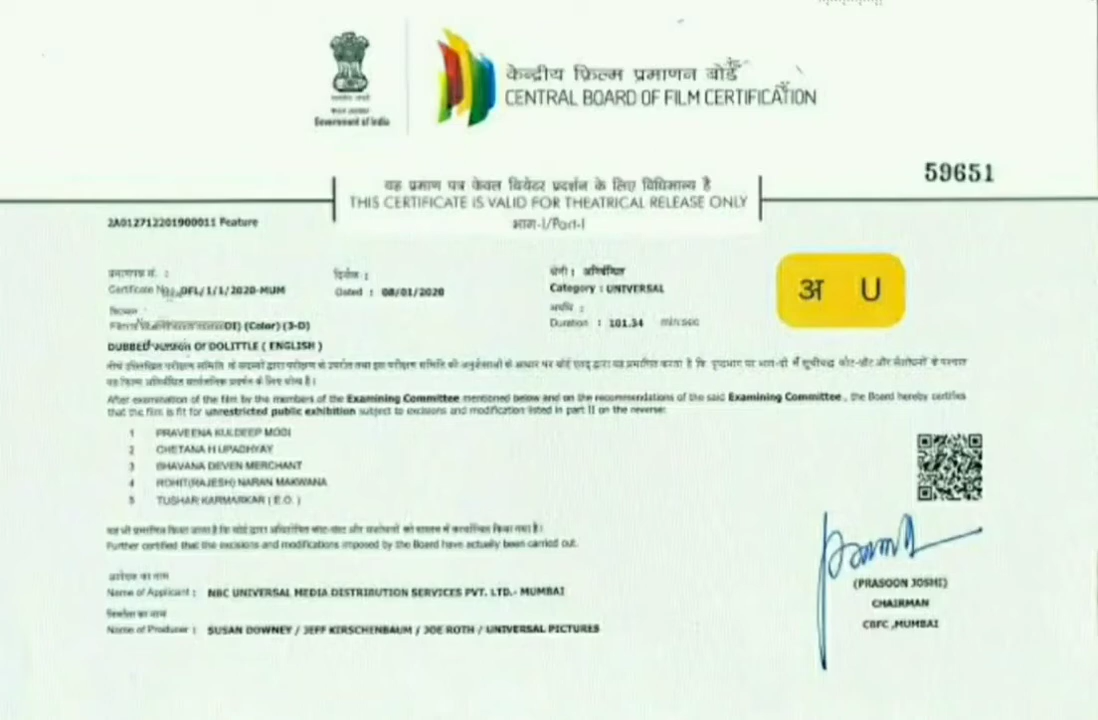 केन्द्रीय फ़िल्म प्रमाणन बोर्ड
CENTRAL BOARD OF FILM CERTIFICATION
Government of India
59651
यह प्रमाण पत्र केवल थियेटर प्रदर्शन के लिए विधिमान्य है
THIS CERTIFICATE IS VALID FOR THEATRICAL RELEASE ONLY
भाग-I/Part-I
2A012712201900011 Feature
दिनांक :
श्रेणी : अनिर्बंधित
Certificate No. DFL/1/1/2020-MUM
Dated : 08/01/2020
Category : UNIVERSAL
अ U
अवधि :
Duration : 101.34 min:sec
(Color) (3-D)
DUBBED Version Of DOLITTLE ( ENGLISH )
After examination of the film by the members of the Examining Committee mentioned below and on the recommendations of the said Examining Committee , the Board hereby certifies
that the film is fit for unrestricted public exhibition subject to excisions and modification listed in part II on the reverse:
1 PRAVEENA KULDEEP MODI
2 CHETANA H UPADHYAY
3 BHAVANA DEVEN MERCHANT
4 ROHIT(RAJESH) NARAN MAKWANA
5 TUSHAR KARMARKAR ( E.O. )
Further certified that the excisions and modifications imposed by the Board have actually been carried out.
आवेदक का नाम
Name of Applicant : NBC UNIVERSAL MEDIA DISTRIBUTION SERVICES PVT. LTD.- MUMBAI
निर्माता का नाम
Name of Producer : SUSAN DOWNEY / JEFF KIRSCHENBAUM / JOE ROTH / UNIVERSAL PICTURES
(PRASOON JOSHI)
CHAIRMAN
CBFC ,MUMBAI